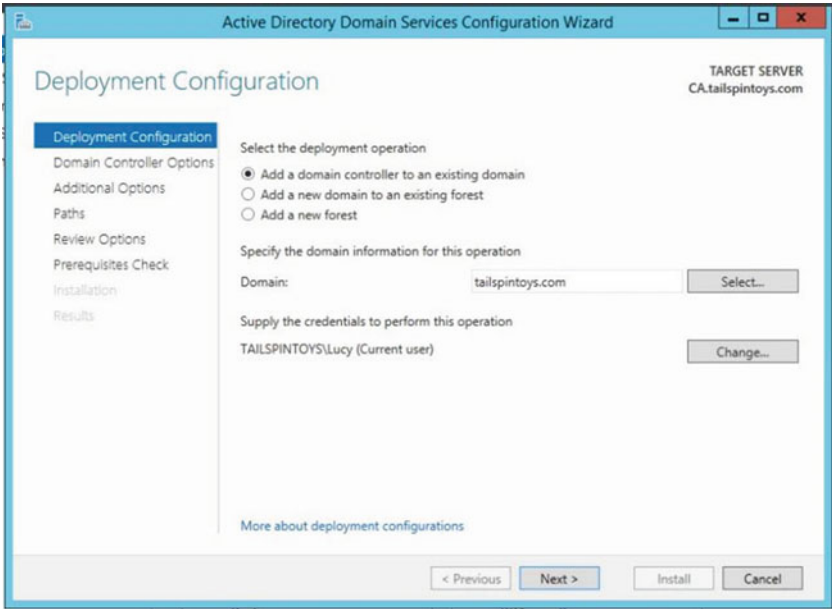 Active Directory Domain Services Configuration Wizard
Deployment Configuration
TARGET SERVER
CA.tailspintoys.com
Deployment Configuration
Domain Controller Options
Additional Options
Paths
Review Options
Prerequisites Check
Installation
Results
Select the deployment operation
Add a domain controller to an existing domain
Add a new domain to an existing forest
Add a new forest
Specify the domain information for this operation
Domain:
tailspintoys.com
Select...
Supply the credentials to perform this operation
TAILSPINTOYS\Lucy (Current user)
Change...
More about deployment configurations
< Previous
Next >
Install
Cancel